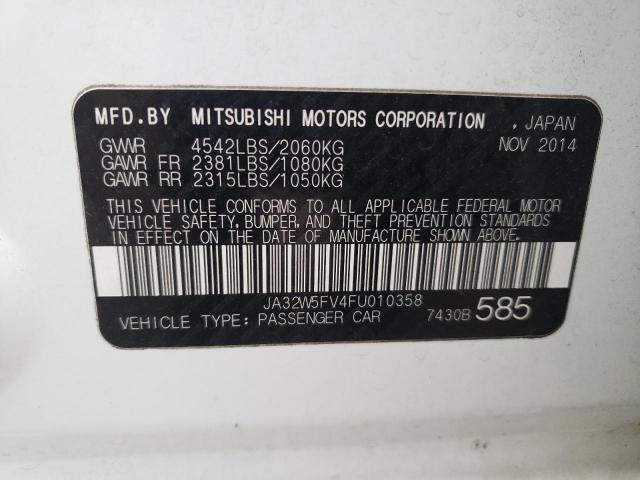 MFD.BY MITSUBISHI MOTORS CORPORATION , JAPAN
GVWR 4542LBS/2060KG NOV 2014
GAWR FR 2381LBS/1080KG
GAWR RR 2315LBS/1050KG
THIS VEHICLE CONFORMS TO ALL APPLICABLE FEDERAL MOTOR
VEHICLE SAFETY, BUMPER, AND THEFT PREVENTION STANDARDS
IN EFFECT ON THE DATE OF MANUFACTURE SHOWN ABOVE.
JA32W5FV4FU010358
VEHICLE TYPE: PASSENGER CAR 7430B 585